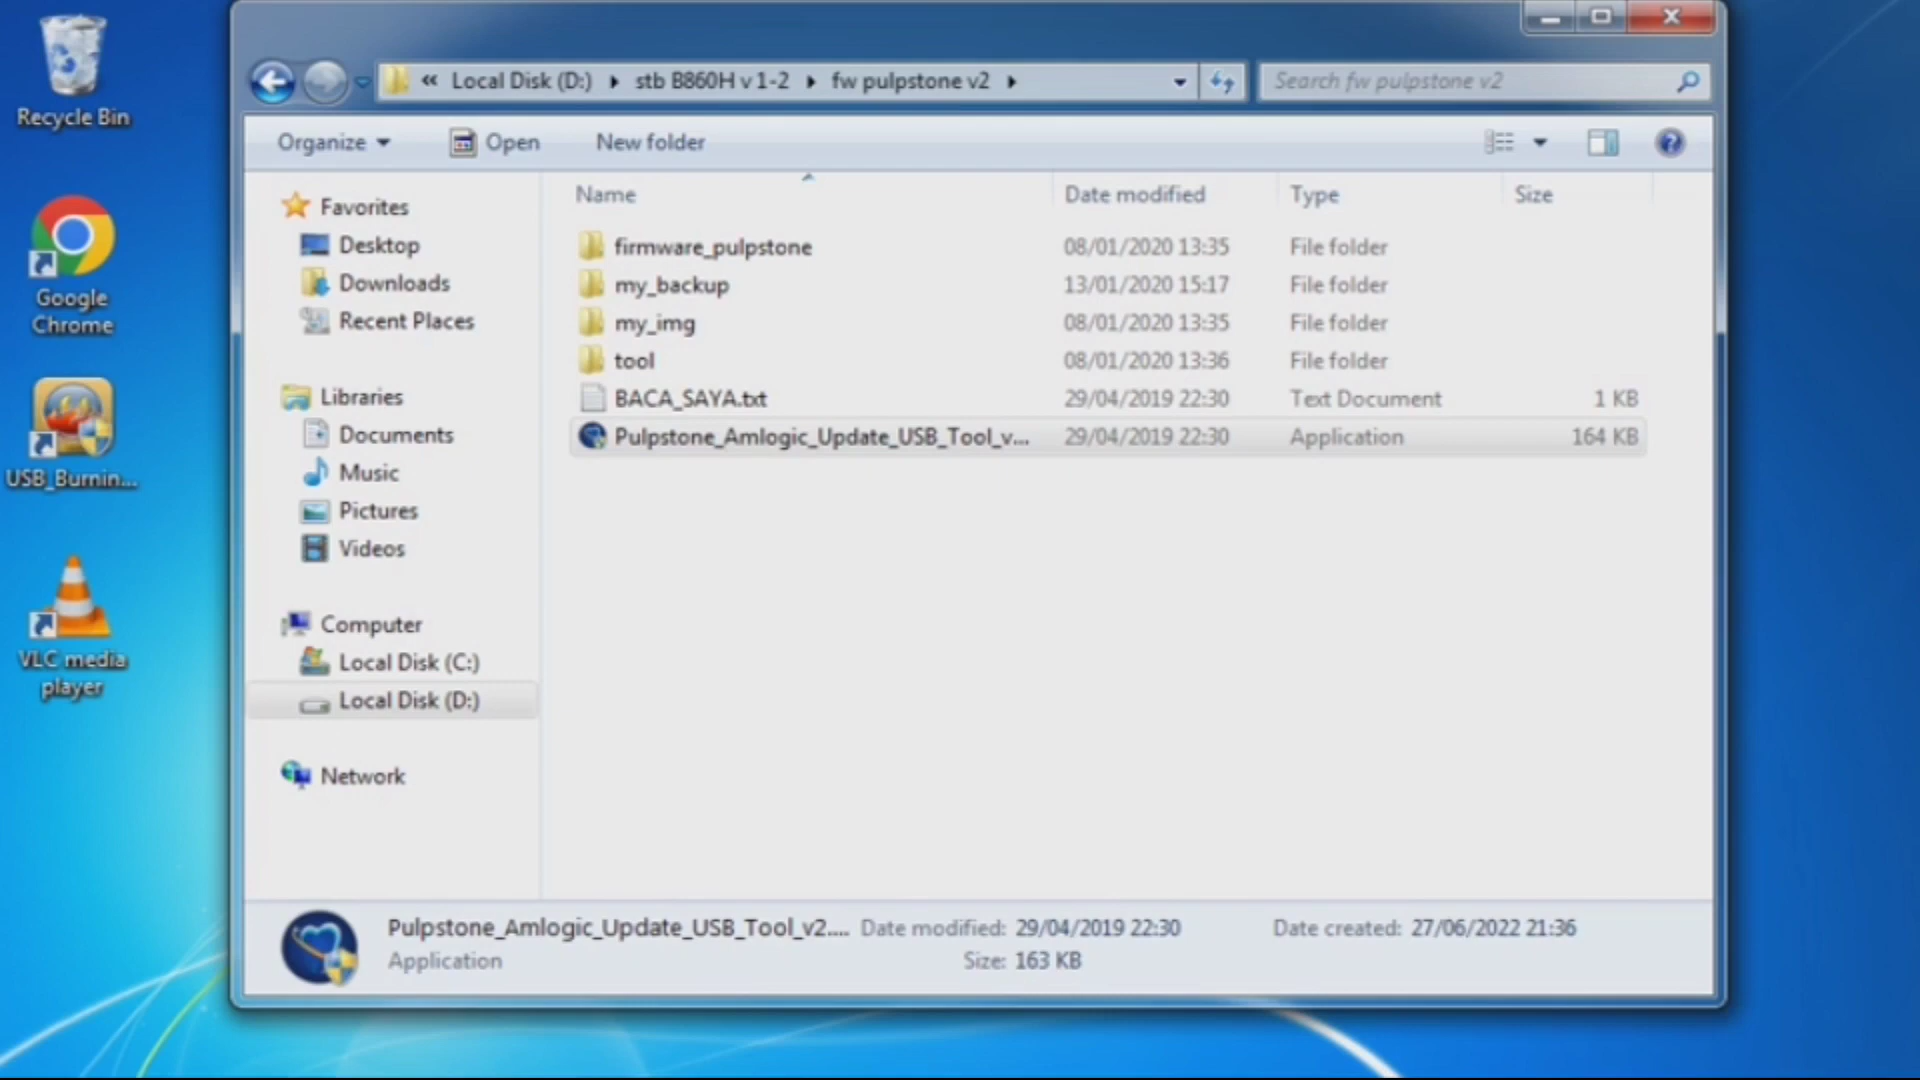 Recycle Bin
Google
Chrome
USB_Burnin...
VLC media
player
« Local Disk (D:) stb B860H v 1-2 fw pulpstone v2
Search fw pulpstone v2
Organize Open New folder
Favorites
Desktop
Downloads
Recent Places
Libraries
Documents
Music
Pictures
Videos
Computer
Local Disk (C:)
Local Disk (D:)
Network
Name Date modified Type Size
firmware_pulpstone 08/01/2020 13:35 File folder
my_backup 13/01/2020 15:17 File folder
my_img 08/01/2020 13:35 File folder
tool 08/01/2020 13:36 File folder
BACA_SAYA.txt 29/04/2019 22:30 Text Document 1 KB
Pulpstone_Amlogic_Update_USB_Tool_v... 29/04/2019 22:30 Application 164 KB
Pulpstone_Amlogic_Update_USB_Tool_v2.... Date modified: 29/04/2019 22:30 Date created: 27/06/2022 21:36
Application Size: 163 KB